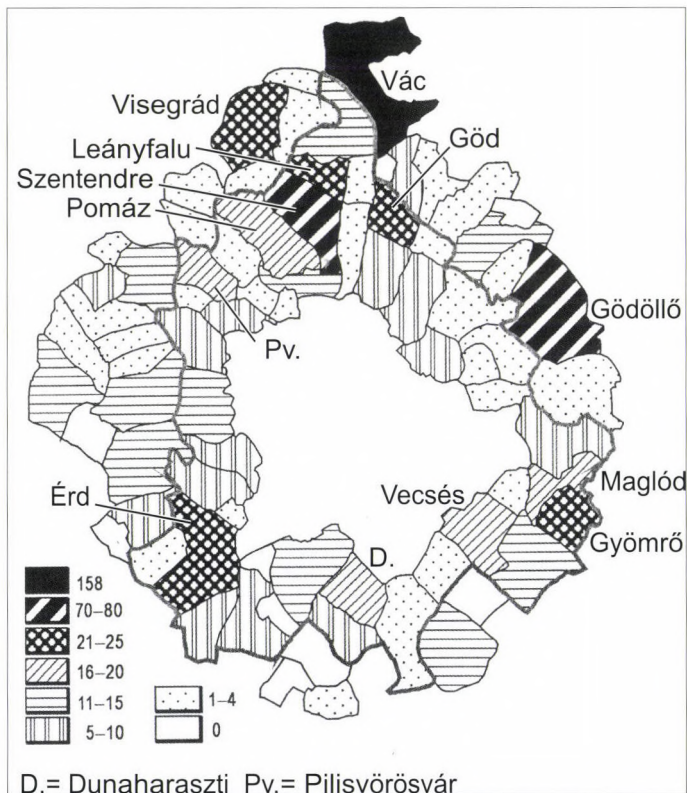 Vác
Visegrád
Leányfalu
Göd
Szentendre
Pomáz
Gödöllő
Pv.
Érd
Vecsés
Maglód
D.
Gyömrő
158
70–80
21–25
16–20
11–15
1–4
5–10
0
D.= Dunaharaszti Pv.= Pilisvörösvár